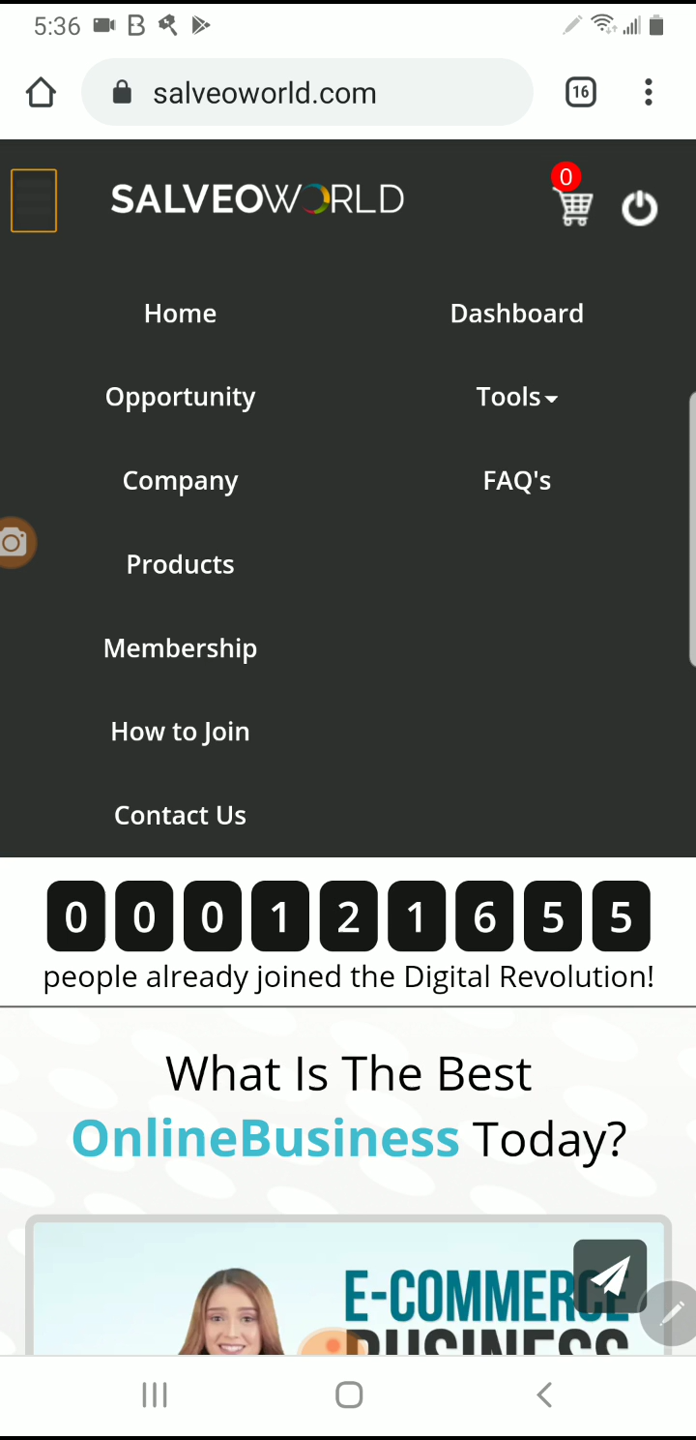 5:36
salveoworld.com
16
SALVEOWORLD
0
Home
Dashboard
Opportunity
Tools
Company
FAQ's
Products
Membership
How to Join
Contact Us
0 0 0 1 2 1 6 5 5
people already joined the Digital Revolution!
What Is The Best
OnlineBusiness Today?
E-COMMERCE
BUSINESS